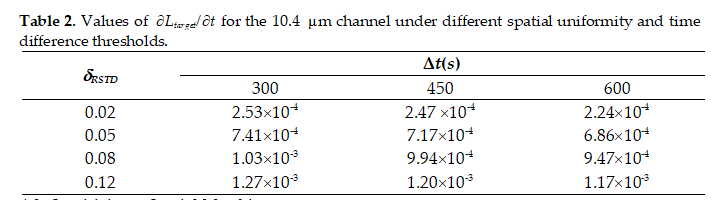 Table 2. Values of ∂Ltarget/∂t for the 10.4 μm channel under different spatial uniformity and time
difference thresholds.
δRSTD Δt(s)
300 450 600
0.02 2.53×10⁻⁴ 2.47 ×10⁻⁴ 2.24×10⁻⁴
0.05 7.41×10⁻⁴ 7.17×10⁻⁴ 6.86×10⁻⁴
0.08 1.03×10⁻³ 9.94×10⁻⁴ 9.47×10⁻⁴
0.12 1.27×10⁻³ 1.20×10⁻³ 1.17×10⁻³